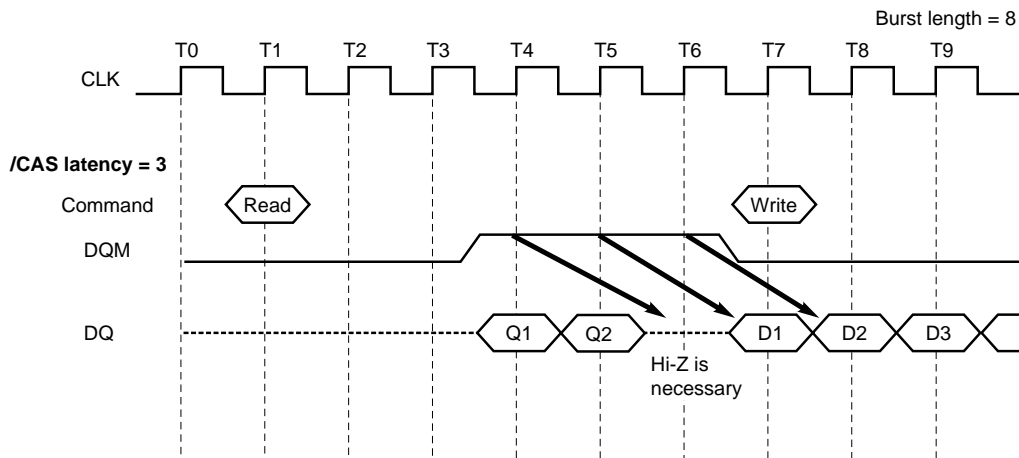 Burst length = 8
T0 T1 T2 T3 T4 T5 T6 T7 T8 T9
CLK
/CAS latency = 3
Command Read Write
DQM
DQ Q1 Q2 D1 D2 D3
Hi-Z is
necessary